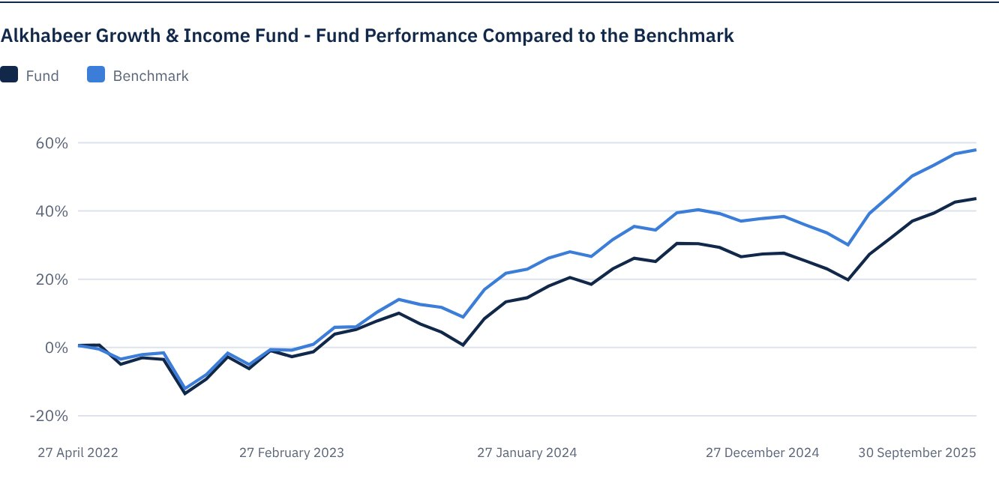 Alkhabeer Growth & Income Fund - Fund Performance Compared to the Benchmark
Fund Benchmark
60%
40%
20%
0%
-20%
27 April 2022 27 February 2023 27 January 2024 27 December 2024 30 September 2025